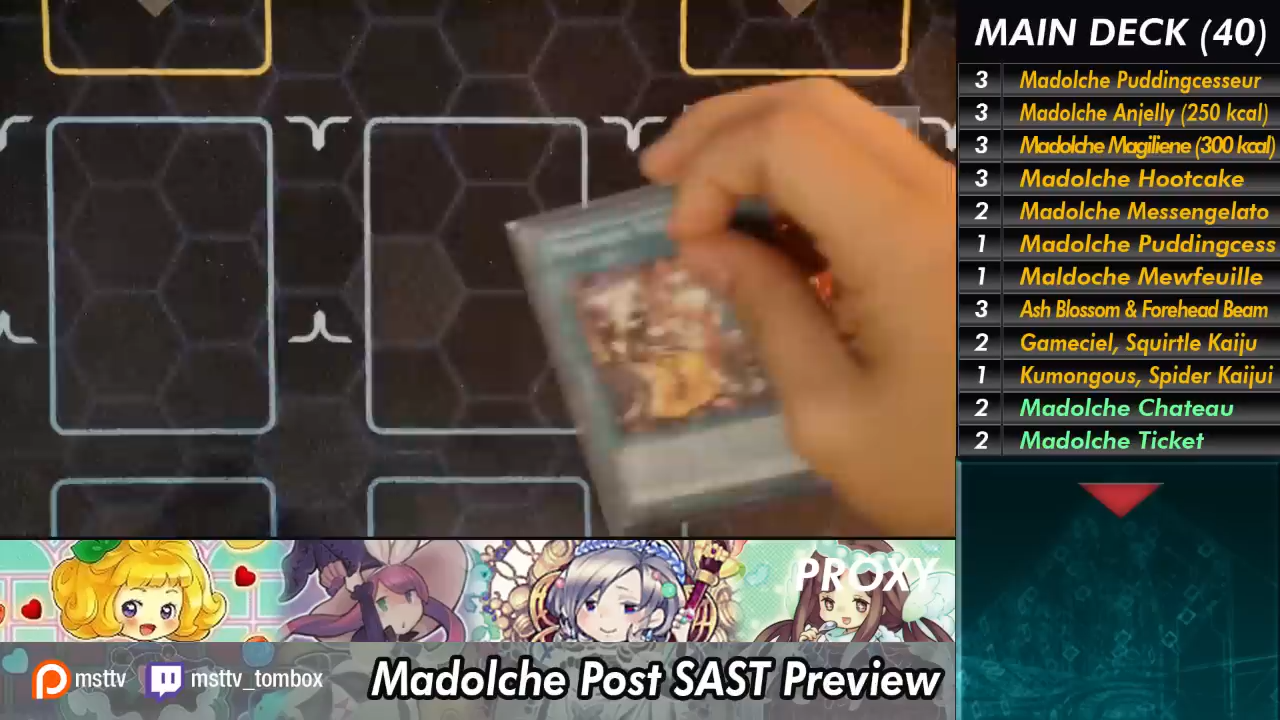 MAIN DECK (40)
3 Madolche Puddingcesseur
3 Madolche Anjelly (250 kcal)
3 Madolche Magiliene (300 kcal)
3 Madolche Hootcake
2 Madolche Messengelato
1 Madolche Puddingcess
1 Maldoche Mewfeuille
3 Ash Blossom & Forehead Beam
2 Gameciel, Squirtle Kaiju
1 Kumongous, Spider Kaijui
2 Madolche Chateau
2 Madolche Ticket
PROXY
msttv
msttv_tombox
Madolche Post SAST Preview